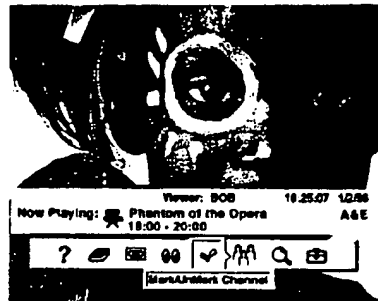 Viewer: BOB 18:25:07 1/2/96
Now Playing: Phantom of the Opera A&E
18:00 - 20:00
?
Mark/UnMark Channel